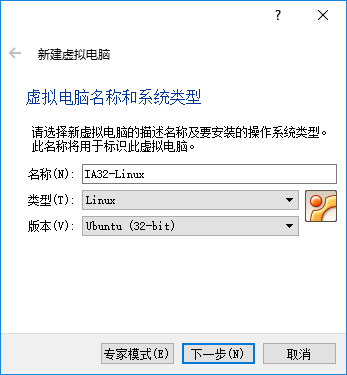 ?
新建虚拟电脑
虚拟电脑名称和系统类型
请选择新虚拟电脑的描述名称及要安装的操作系统类型。
此名称将用于标识此虚拟电脑。
名称(N): IA32-Linux
类型(T): Linux
版本(V): Ubuntu (32-bit)
专家模式(E) 下一步(N) 取消